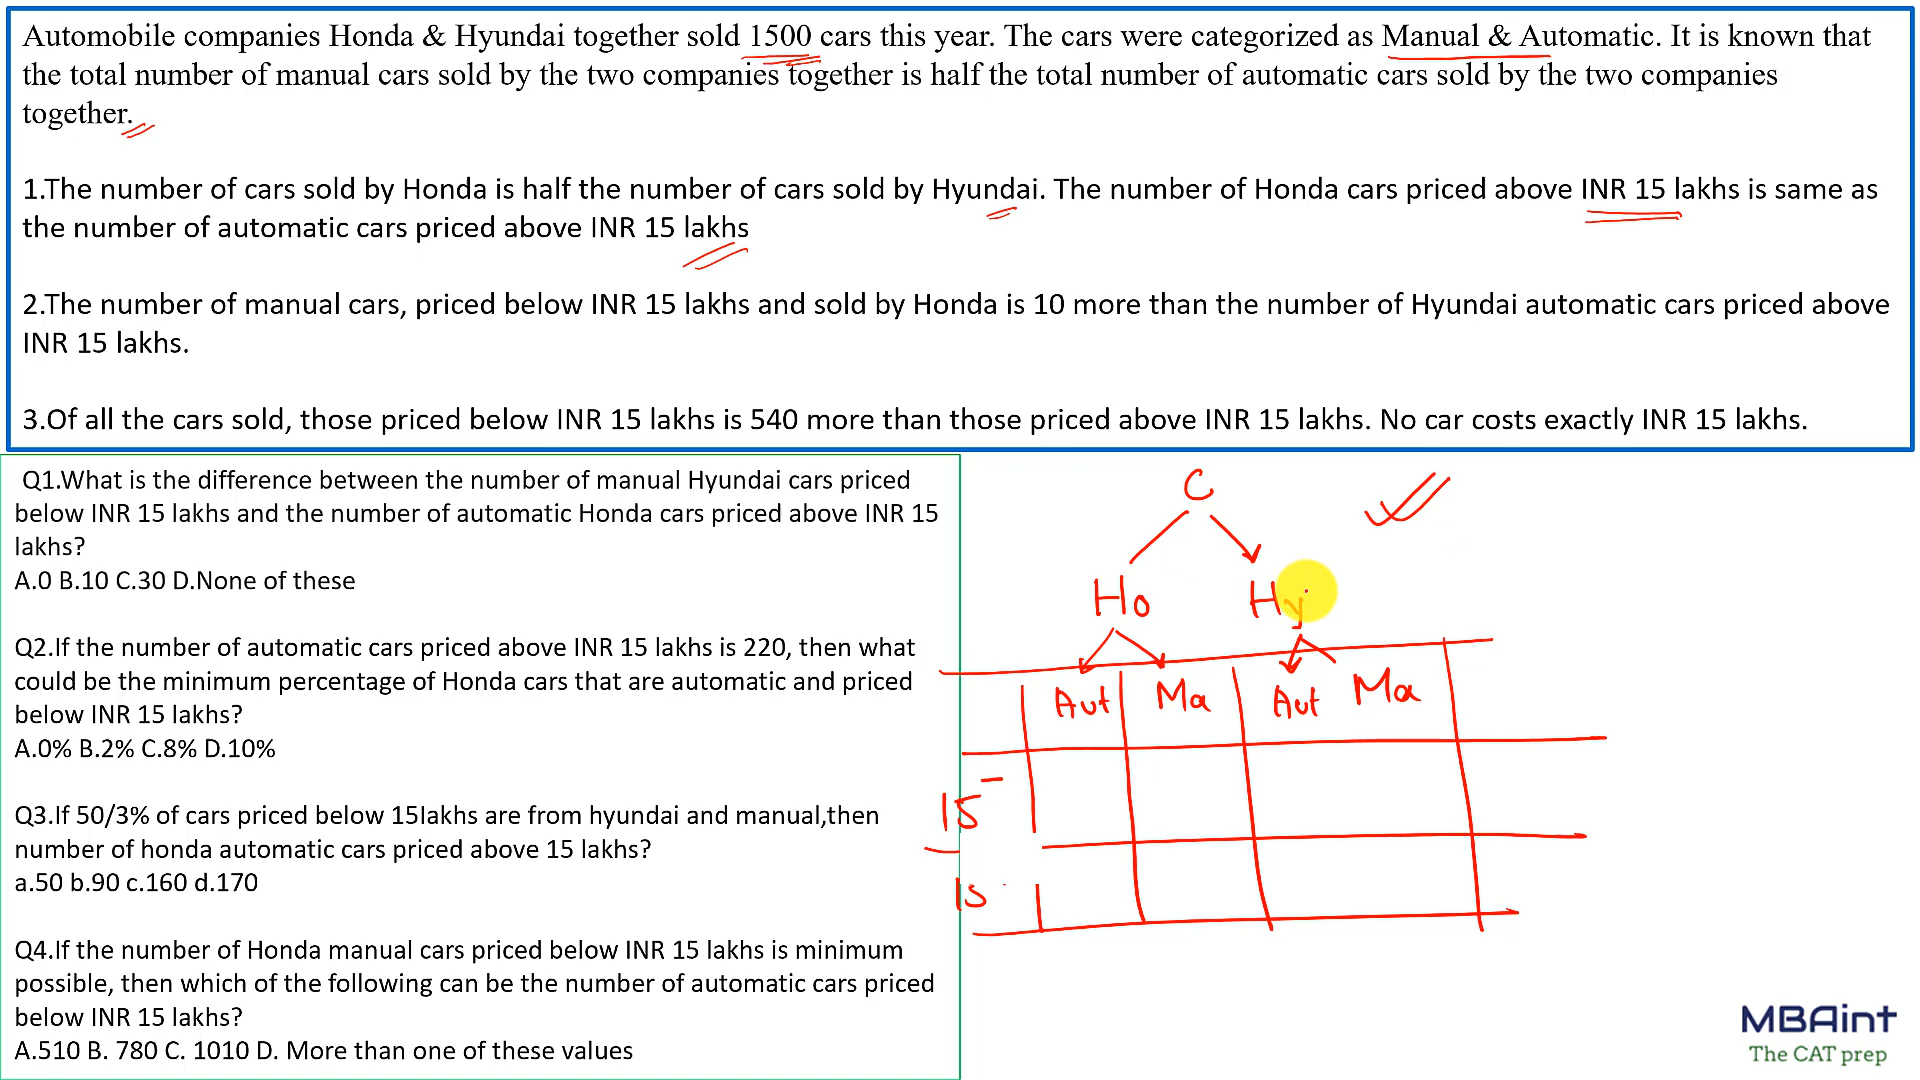 Automobile companies Honda & Hyundai together sold 1500 cars this year. The cars were categorized as Manual & Automatic. It is known that
the total number of manual cars sold by the two companies together is half the total number of automatic cars sold by the two companies
together.
1.The number of cars sold by Honda is half the number of cars sold by Hyundai. The number of Honda cars priced above INR 15 lakhs is same as
the number of automatic cars priced above INR 15 lakhs
2.The number of manual cars, priced below INR 15 lakhs and sold by Honda is 10 more than the number of Hyundai automatic cars priced above
INR 15 lakhs.
3.Of all the cars sold, those priced below INR 15 lakhs is 540 more than those priced above INR 15 lakhs. No car costs exactly INR 15 lakhs.
Q1.What is the difference between the number of manual Hyundai cars priced
below INR 15 lakhs and the number of automatic Honda cars priced above INR 15
lakhs?
A.0 B.10 C.30 D.None of these
Q2.If the number of automatic cars priced above INR 15 lakhs is 220, then what
could be the minimum percentage of Honda cars that are automatic and priced
below INR 15 lakhs?
A.0% B.2% C.8% D.10%
Q3.If 50/3% of cars priced below 15lakhs are from hyundai and manual,then
number of honda automatic cars priced above 15 lakhs?
a.50 b.90 c.160 d.170
Q4.If the number of Honda manual cars priced below INR 15 lakhs is minimum
possible, then which of the following can be the number of automatic cars priced
below INR 15 lakhs?
A.510 B. 780 C. 1010 D. More than one of these values
C
Ho Hy
Aut Ma Aut Ma
15 -
15
MBAint
The CAT prep